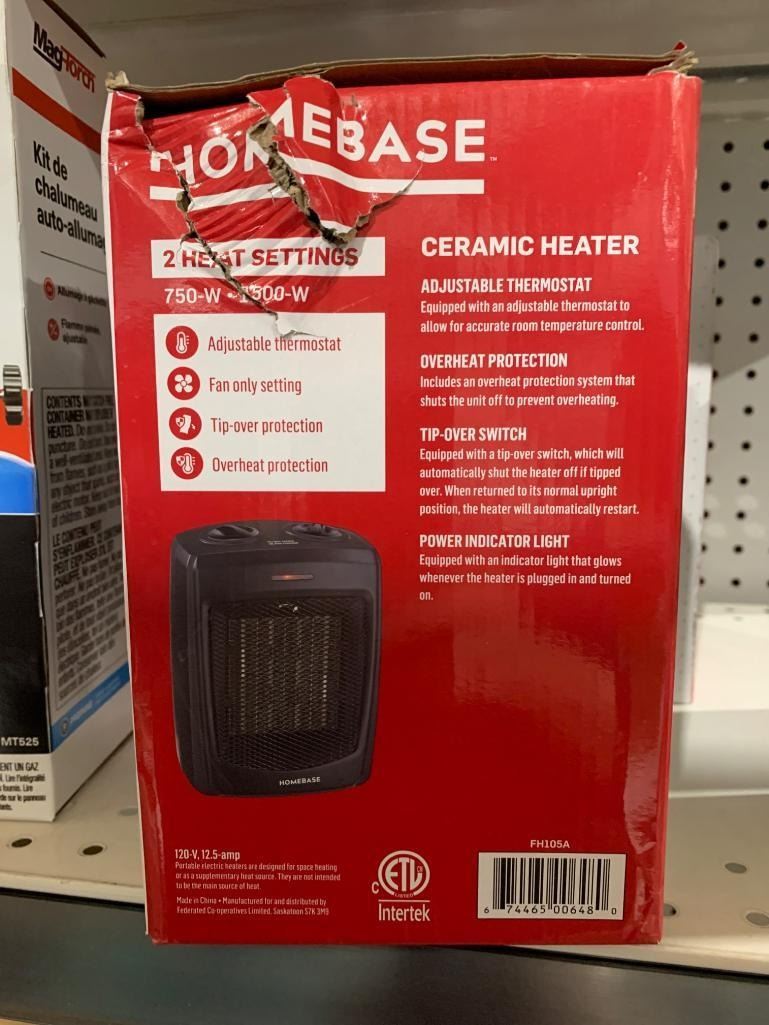 MagTorch
Kit de
chalumeau
auto-alluma
MT525
HOMEBASE™
2 HEAT SETTINGS
750-W • 1500-W
Adjustable thermostat
Fan only setting
Tip-over protection
Overheat protection
CERAMIC HEATER
ADJUSTABLE THERMOSTAT
Equipped with an adjustable thermostat to
allow for accurate room temperature control.
OVERHEAT PROTECTION
Includes an overheat protection system that
shuts the unit off to prevent overheating.
TIP-OVER SWITCH
Equipped with a tip-over switch, which will
automatically shut the heater off if tipped
over. When returned to its normal upright
position, the heater will automatically restart.
POWER INDICATOR LIGHT
Equipped with an indicator light that glows
whenever the heater is plugged in and turned
on.
HOMEBASE
120-V, 12.5-amp
Portable electric heaters are designed for space heating
or as a supplementary heat source. They are not intended
to be the main source of heat.
Made in China • Manufactured for and distributed by
Federated Co-operatives Limited, Saskatoon S7K 3M9
C ETL
LISTED
Intertek
FH105A
6 74465 00648 0